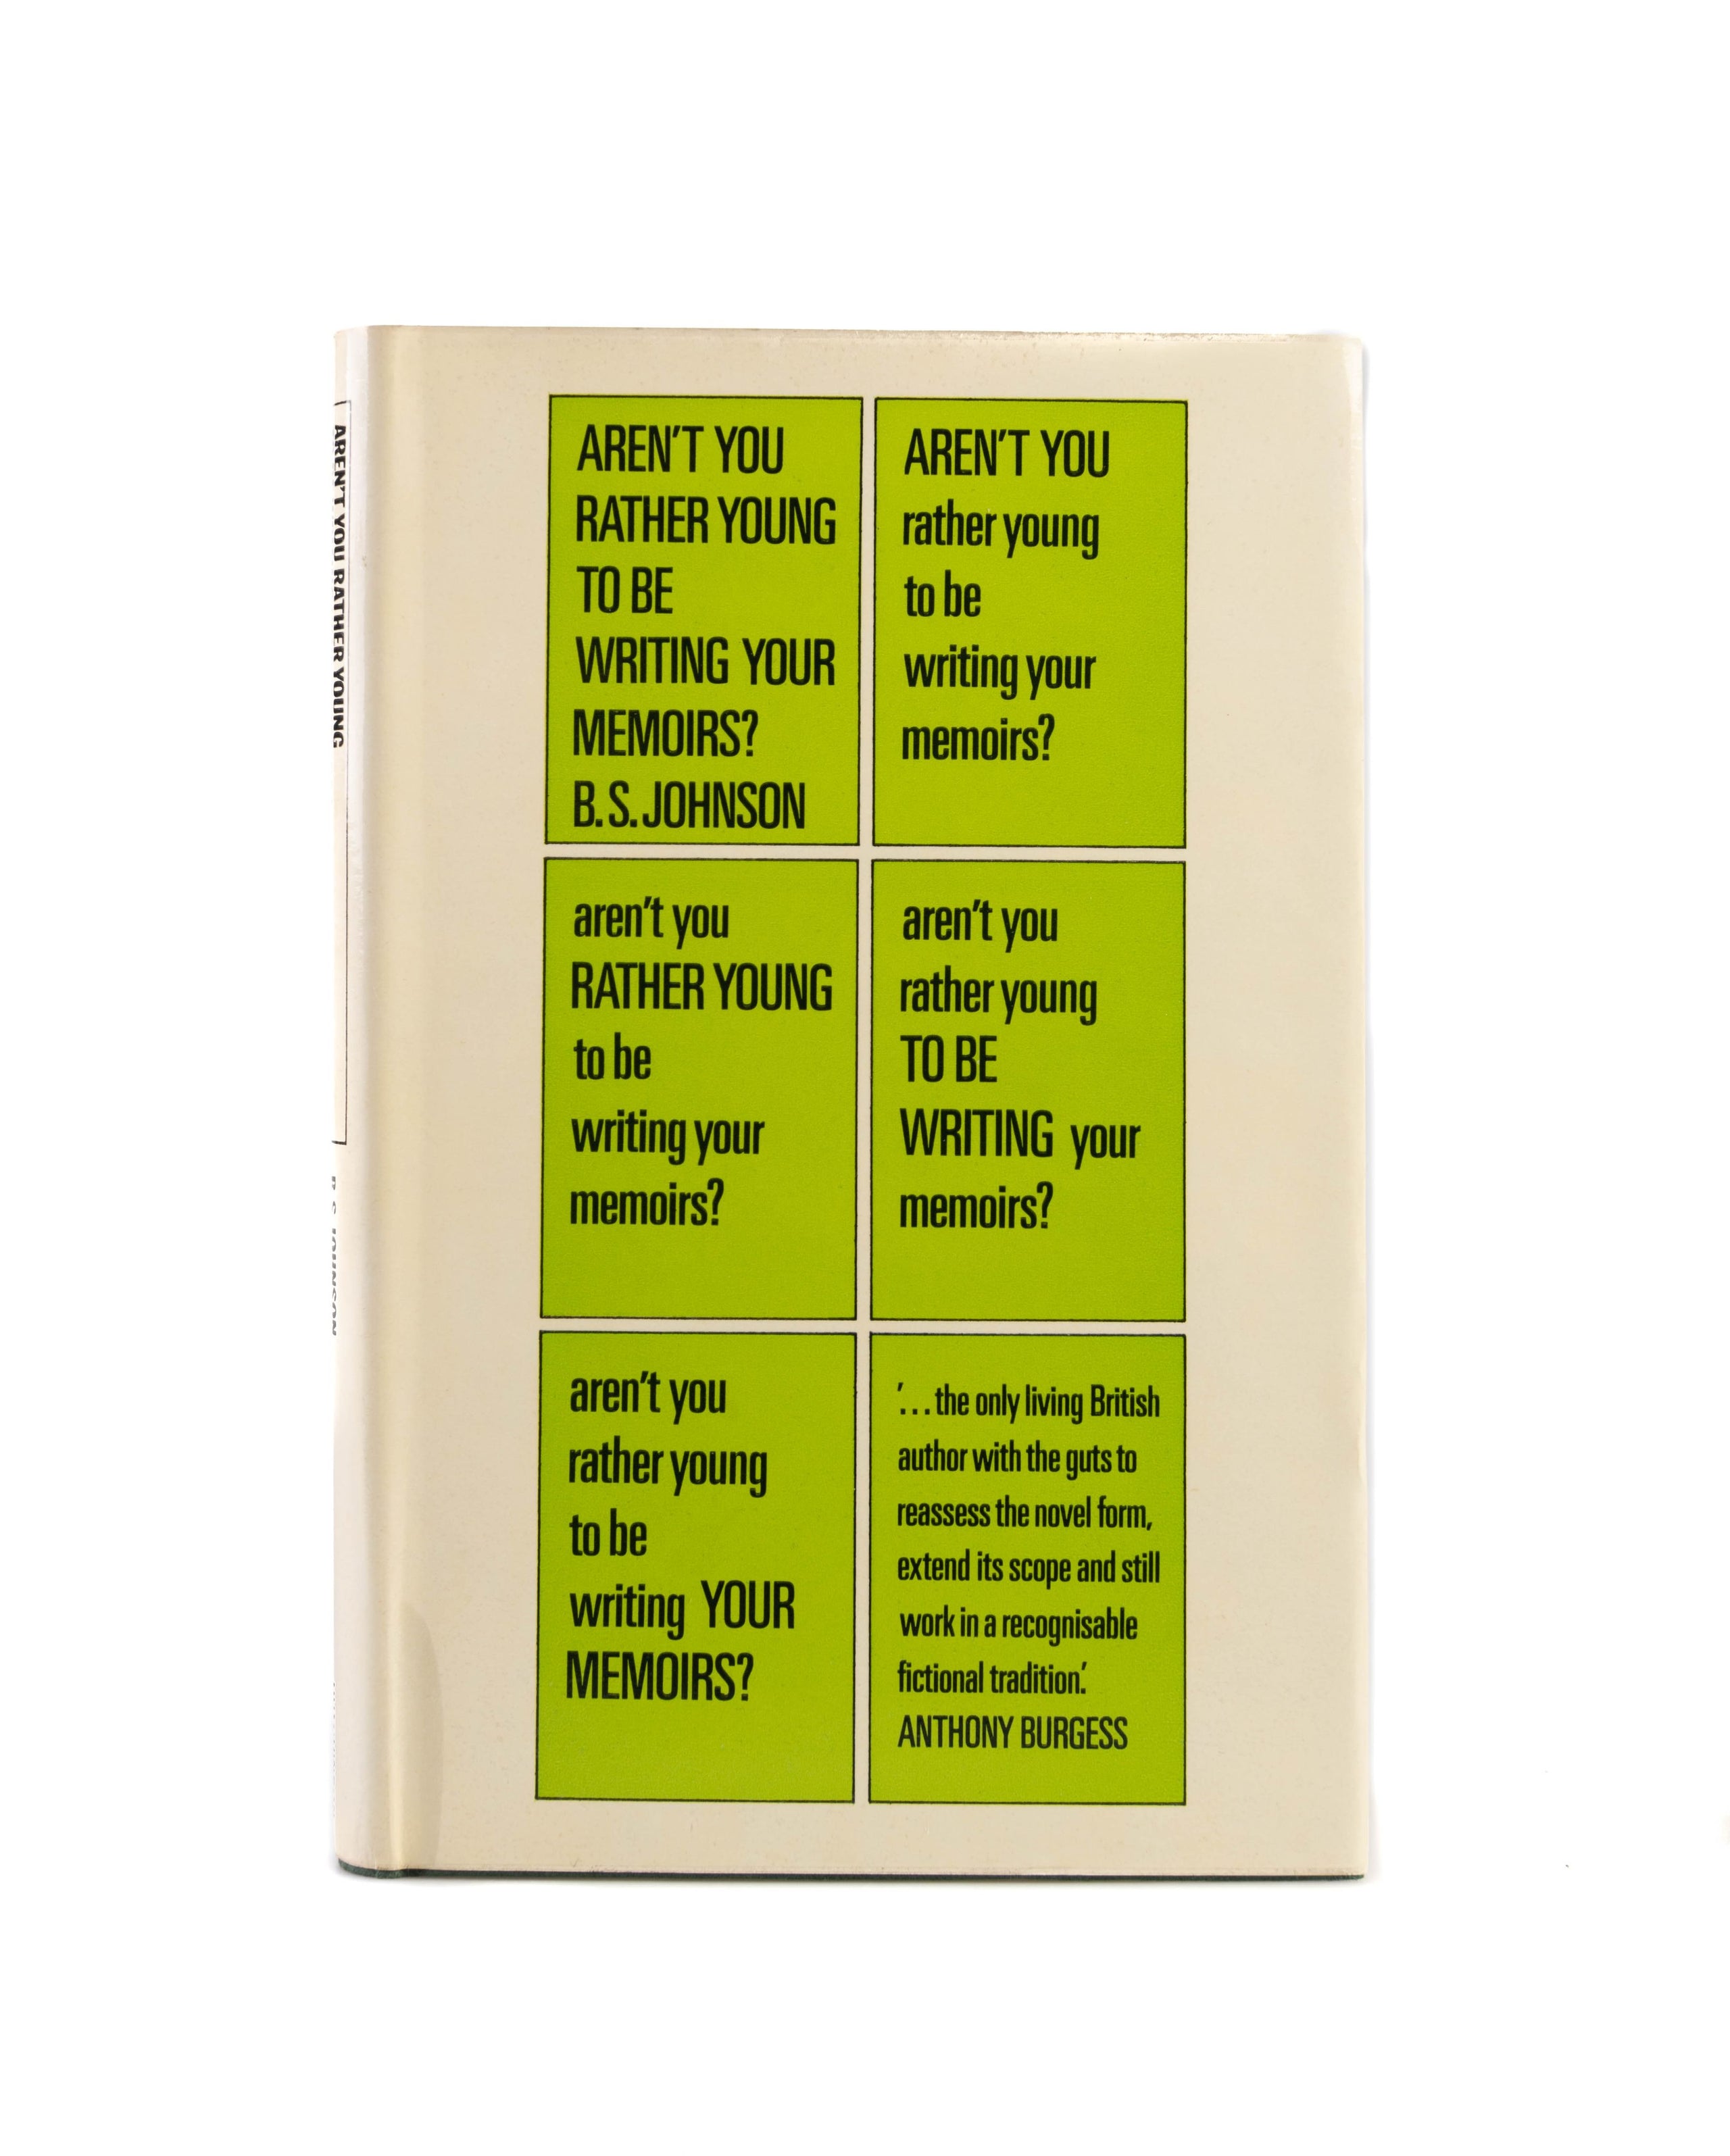 AREN'T YOU RATHER YOUNG
AREN'T YOU
RATHER YOUNG
TO BE
WRITING YOUR
MEMOIRS?
B.S. JOHNSON
AREN'T YOU
rather young
to be
writing your
memoirs?
aren't you
RATHER YOUNG
to be
writing your
memoirs?
aren't you
rather young
TO BE
WRITING your
memoirs?
aren't you
rather young
to be
writing YOUR
MEMOIRS?
'...the only living British
author with the guts to
reassess the novel form,
extend its scope and still
work in a recognisable
fictional tradition'.
ANTHONY BURGESS